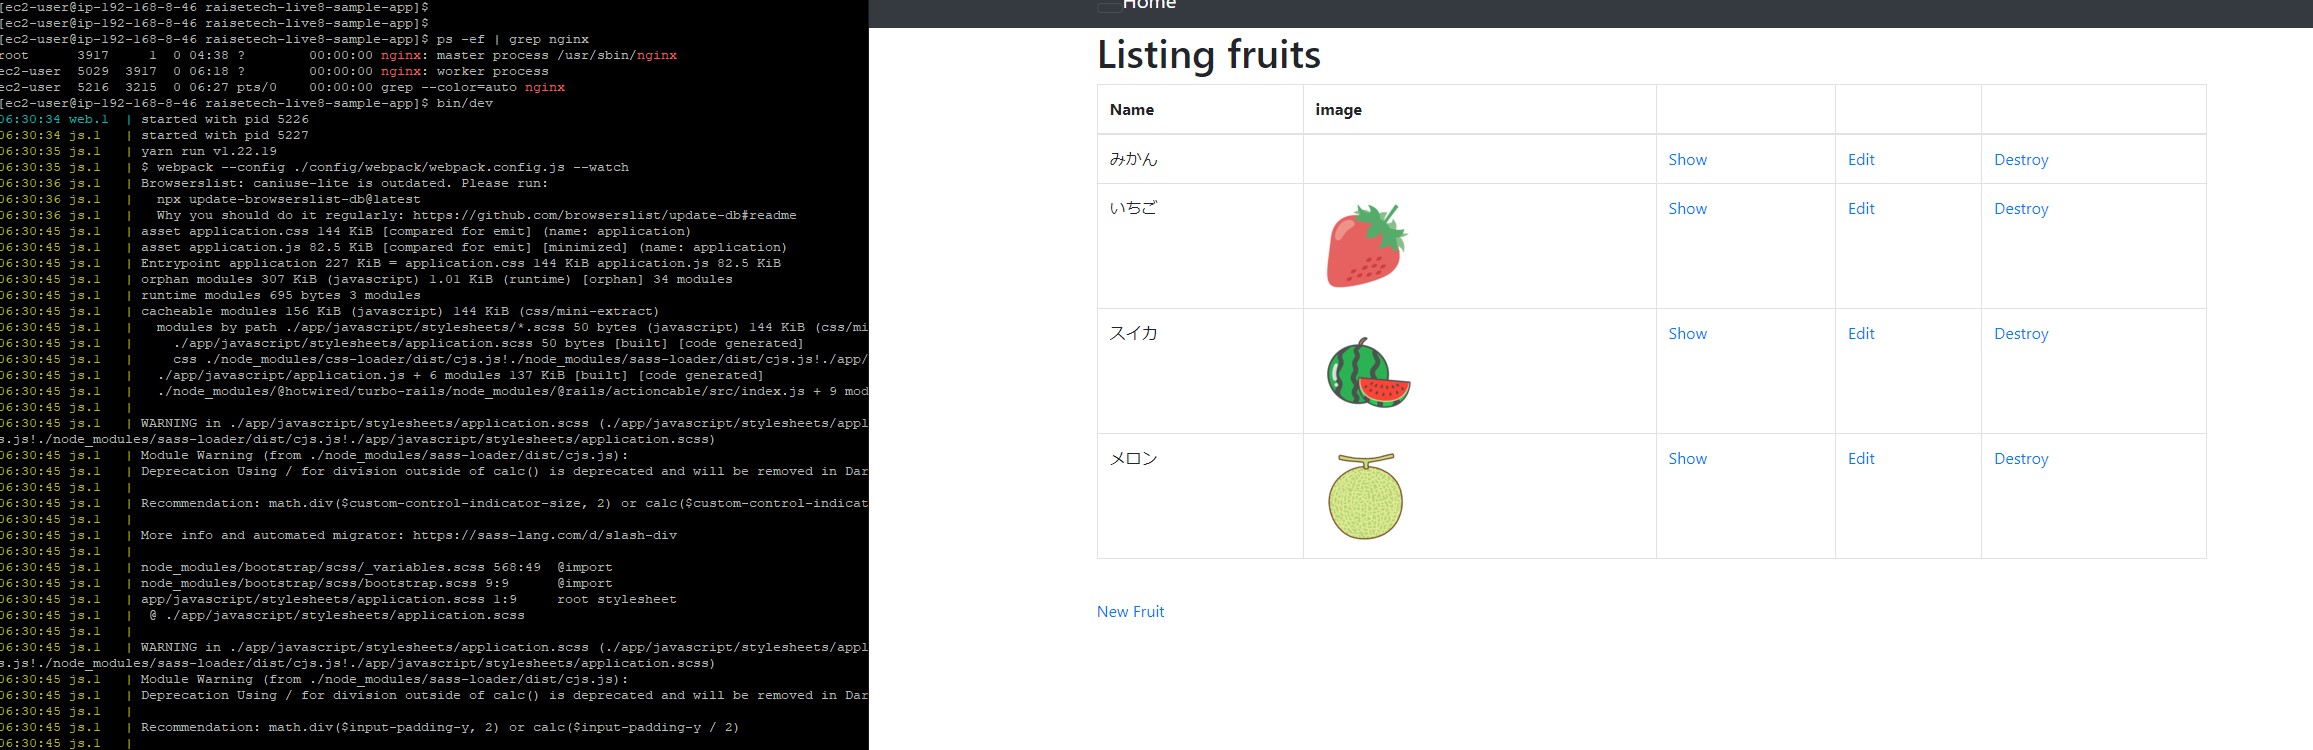 [ec2-user@ip-192-168-8-46 raisetech-live8-sample-app]$
[ec2-user@ip-192-168-8-46 raisetech-live8-sample-app]$
[ec2-user@ip-192-168-8-46 raisetech-live8-sample-app]$ ps -ef | grep nginx
root      3917     1  0 04:38 ?        00:00:00 nginx: master process /usr/sbin/nginx
ec2-user  5029  3917  0 06:18 ?        00:00:00 nginx: worker process
ec2-user  5216  3215  0 06:27 pts/0    00:00:00 grep --color=auto nginx
[ec2-user@ip-192-168-8-46 raisetech-live8-sample-app]$ bin/dev
06:30:34 web.1  | started with pid 5226
06:30:34 js.1   | started with pid 5227
06:30:35 js.1   | yarn run v1.22.19
06:30:35 js.1   | $ webpack --config ./config/webpack/webpack.config.js --watch
06:30:36 js.1   | Browserslist: caniuse-lite is outdated. Please run:
06:30:36 js.1   |   npx update-browserslist-db@latest
06:30:36 js.1   |   Why you should do it regularly: https://github.com/browserslist/update-db#readme
06:30:45 js.1   | asset application.css 144 KiB [compared for emit] (name: application)
06:30:45 js.1   | asset application.js 82.5 KiB [compared for emit] [minimized] (name: application)
06:30:45 js.1   | Entrypoint application 227 KiB = application.css 144 KiB application.js 82.5 KiB
06:30:45 js.1   | orphan modules 307 KiB (javascript) 1.01 KiB (runtime) [orphan] 34 modules
06:30:45 js.1   | runtime modules 695 bytes 3 modules
06:30:45 js.1   | cacheable modules 156 KiB (javascript) 144 KiB (css/mini-extract)
06:30:45 js.1   |   modules by path ./app/javascript/stylesheets/*.scss 50 bytes (javascript) 144 KiB (css/mi
06:30:45 js.1   |     ./app/javascript/stylesheets/application.scss 50 bytes [built] [code generated]
06:30:45 js.1   |     css ./node_modules/css-loader/dist/cjs.js!./node_modules/sass-loader/dist/cjs.js!./app/
06:30:45 js.1   |   ./app/javascript/application.js + 6 modules 137 KiB [built] [code generated]
06:30:45 js.1   |   ./node_modules/@hotwired/turbo-rails/node_modules/@rails/actioncable/src/index.js + 9 mod
06:30:45 js.1   |
06:30:45 js.1   | WARNING in ./app/javascript/stylesheets/application.scss (./app/javascript/stylesheets/appl
s.js!./node_modules/sass-loader/dist/cjs.js!./app/javascript/stylesheets/application.scss)
06:30:45 js.1   | Module Warning (from ./node_modules/sass-loader/dist/cjs.js):
06:30:45 js.1   | Deprecation Using / for division outside of calc() is deprecated and will be removed in Dar
06:30:45 js.1   |
06:30:45 js.1   | Recommendation: math.div($custom-control-indicator-size, 2) or calc($custom-control-indicat
06:30:45 js.1   |
06:30:45 js.1   | More info and automated migrator: https://sass-lang.com/d/slash-div
06:30:45 js.1   |
06:30:45 js.1   | node_modules/bootstrap/scss/_variables.scss 568:49  @import
06:30:45 js.1   | node_modules/bootstrap/scss/bootstrap.scss 9:9      @import
06:30:45 js.1   | app/javascript/stylesheets/application.scss 1:9     root stylesheet
06:30:45 js.1   |  @ ./app/javascript/stylesheets/application.scss
06:30:45 js.1   |
06:30:45 js.1   | WARNING in ./app/javascript/stylesheets/application.scss (./app/javascript/stylesheets/appl
s.js!./node_modules/sass-loader/dist/cjs.js!./app/javascript/stylesheets/application.scss)
06:30:45 js.1   | Module Warning (from ./node_modules/sass-loader/dist/cjs.js):
06:30:45 js.1   | Deprecation Using / for division outside of calc() is deprecated and will be removed in Dar
06:30:45 js.1   |
06:30:45 js.1   | Recommendation: math.div($input-padding-y, 2) or calc($input-padding-y / 2)
06:30:45 js.1   |
Home
Listing fruits
Name image
みかん Show Edit Destroy
いちご Show Edit Destroy
スイカ Show Edit Destroy
メロン Show Edit Destroy
New Fruit